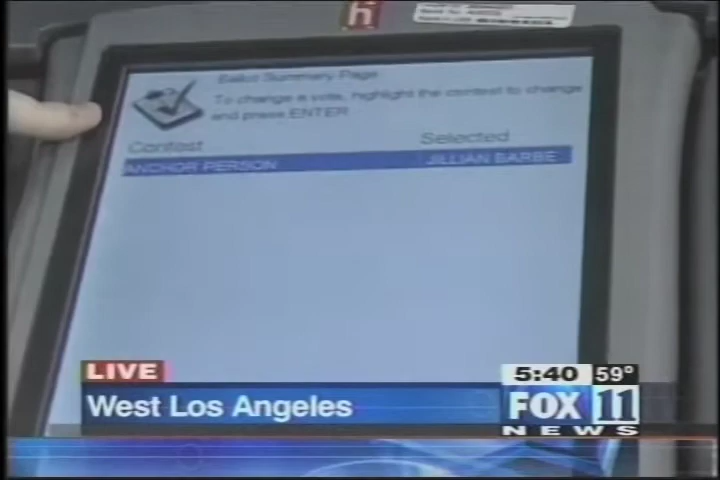 h
Ballot Summary Page
To change a vote, highlight the contest to change
and press ENTER
Contest Selected
ANCHOR PERSON JILLIAN BARBE
LIVE
5:40 59°
West Los Angeles
FOX 11
NEWS